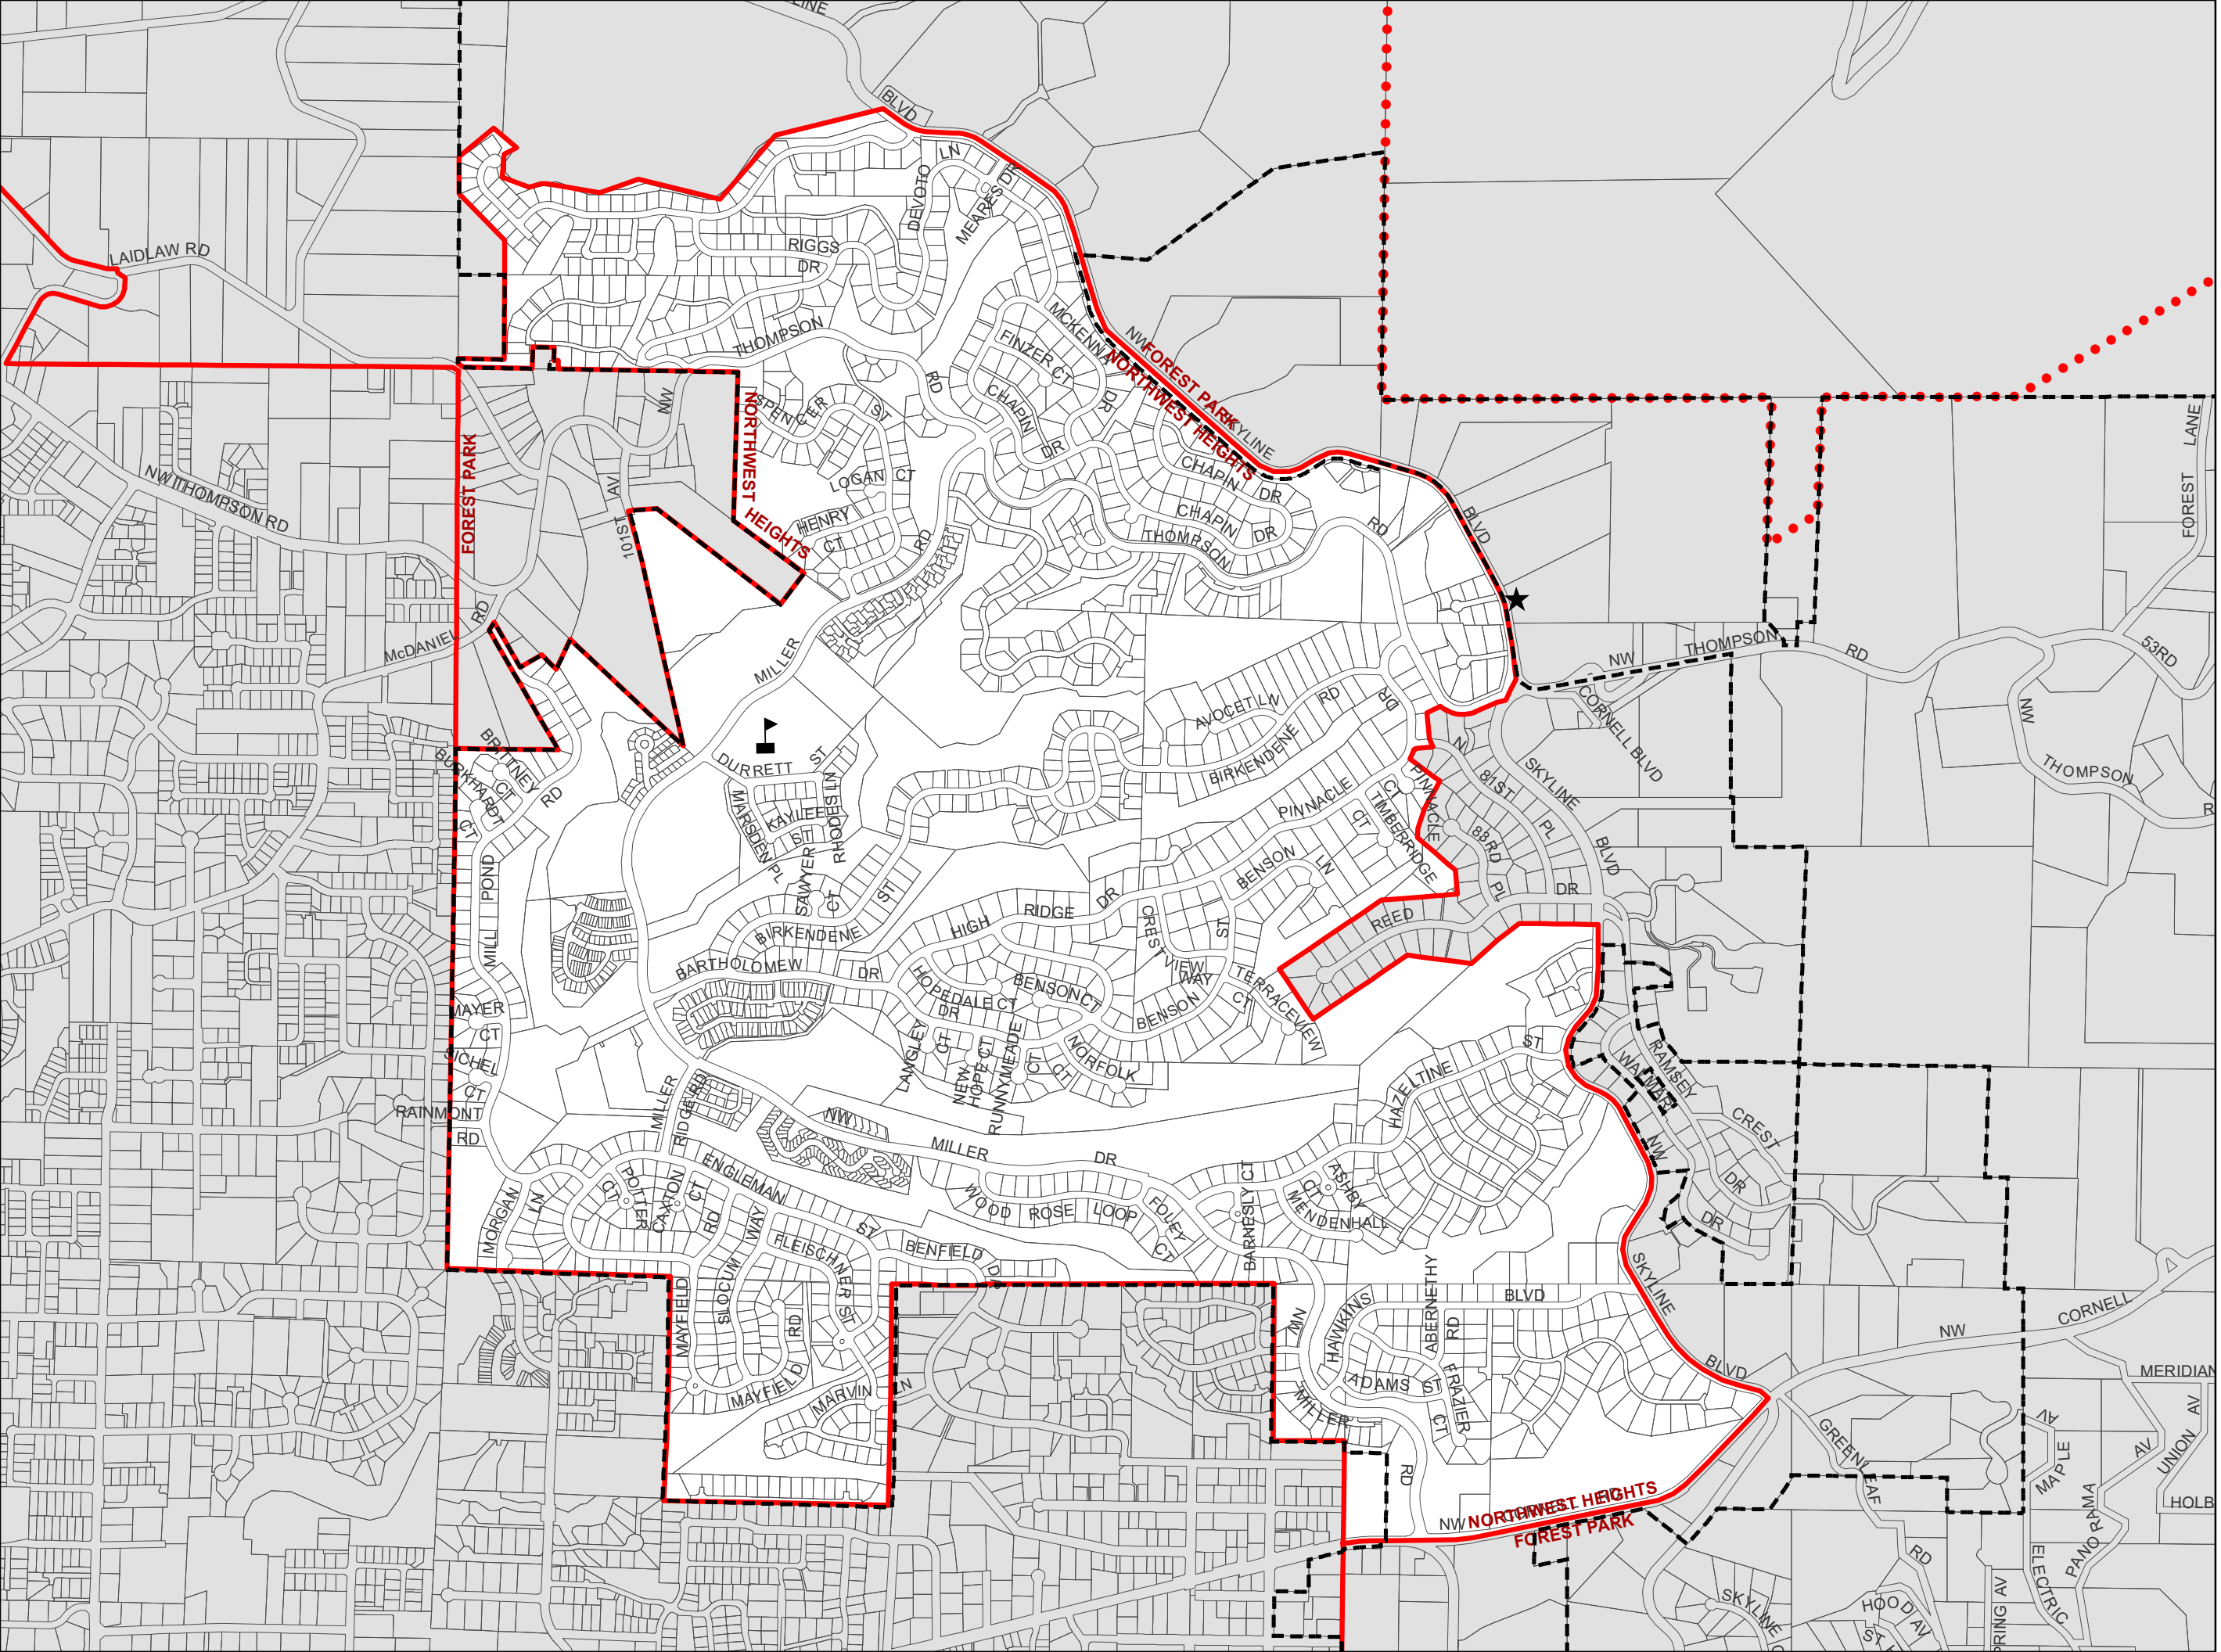 BLVD
LAIDLAW RD
LN
DEVOTO
MEARES DR
RIGGS
DR
THOMPSON
RD
MCKENNA
DR
FINZER CT
NW
FOREST PARK
NORTHWEST HEIGHTS
SKYLINE
BLVD
NW
SPENCER
ST
CHAPIN
DR
NORTHWEST
HEIGHTS
FOREST PARK
LOGAN CT
CHAPIN
DR
CHAPIN
DR
THOMPSON
RD
NW THOMPSON RD
101ST
AV
HENRY
CT
RD
FOREST
LANE
McDANIEL
RD
MILLER
NW
THOMPSON
RD
53RD
NW
THOMPSON
CORNELL BLVD
AVOCET LN
BIRKENDENE
RD
DR
SKYLINE
BLVD
BRITTNEY
CT
BURKHARDT
CT
RD
DURRETT
ST
MARSDEN PL
KAYLEE
ST
RHODES LN
PINNACLE
PINNACLE
CT
TIMBERRIDGE
CT
81ST
PL
83RD
PL
DR
MILL
POND
SAWYER
CT
ST
BIRKENDENE
HIGH
RIDGE
DR
BENSON
LN
CREST
VIEW
WAY
ST
REED
BARTHOLOMEW
DR
HOPEDALE CT
DR
BENSON CT
BENSON
TERRACEVIEW
CT
MAYER
CT
SICHEL
CT
RAINMONT
RD
LANGLEY
CT
NEW
HOPE CT
RUNNYMEADE
CT
NORFOLK
CT
HAZELTINE
ST
RAMSEY
CREST
DR
NW
DR
MILLER
RIDGE RD
NW
MILLER
DR
ENGLEMAN
ST
POTTER
CT
CAXTON
CT
RD
MORGAN
LN
WOOD
ROSE
LOOP
FOLEY
CT
BARNESLY CT
ASHBY
CT
MENDENHALL
SLOCUM
WAY
FLEISCHNER ST
BENFIELD
MAYFIELD
RD
MAYFIELD
MARVIN
LN
NW
HAWKINS
BLVD
ABERNETHY
RD
ADAMS
ST
FRAZIER
CT
MILLER
RD
SKYLINE
BLVD
NW
CORNELL
MERIDIAN
NW
NORTHWEST HEIGHTS
FOREST PARK
GREENLEAF
RD
AV
MAPLE
AV
UNION
AV
HOLB
PANORAMA
ELECTRIC
SKYLINE
HOOD AV